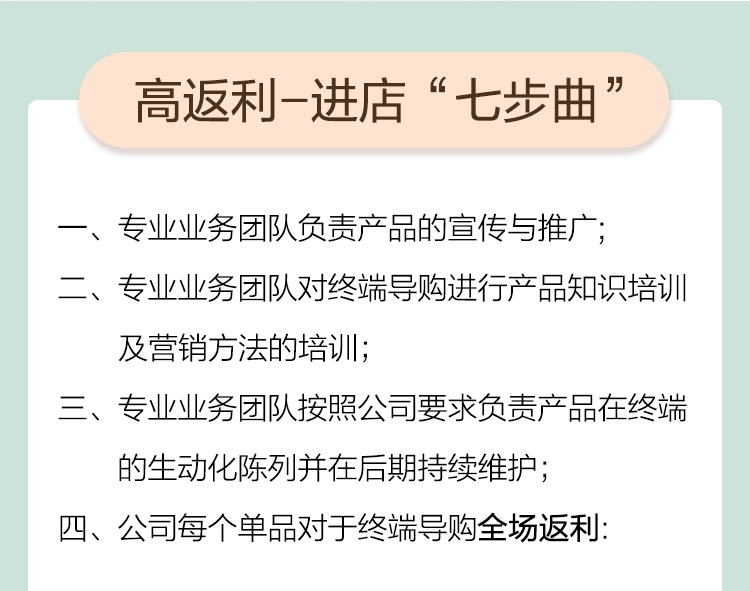 高返利-进店“七步曲”
一、专业业务团队负责产品的宣传与推广;
二、专业业务团队对终端导购进行产品知识培训
及营销方法的培训;
三、专业业务团队按照公司要求负责产品在终端
的生动化陈列并在后期持续维护;
四、公司每个单品对于终端导购全场返利: